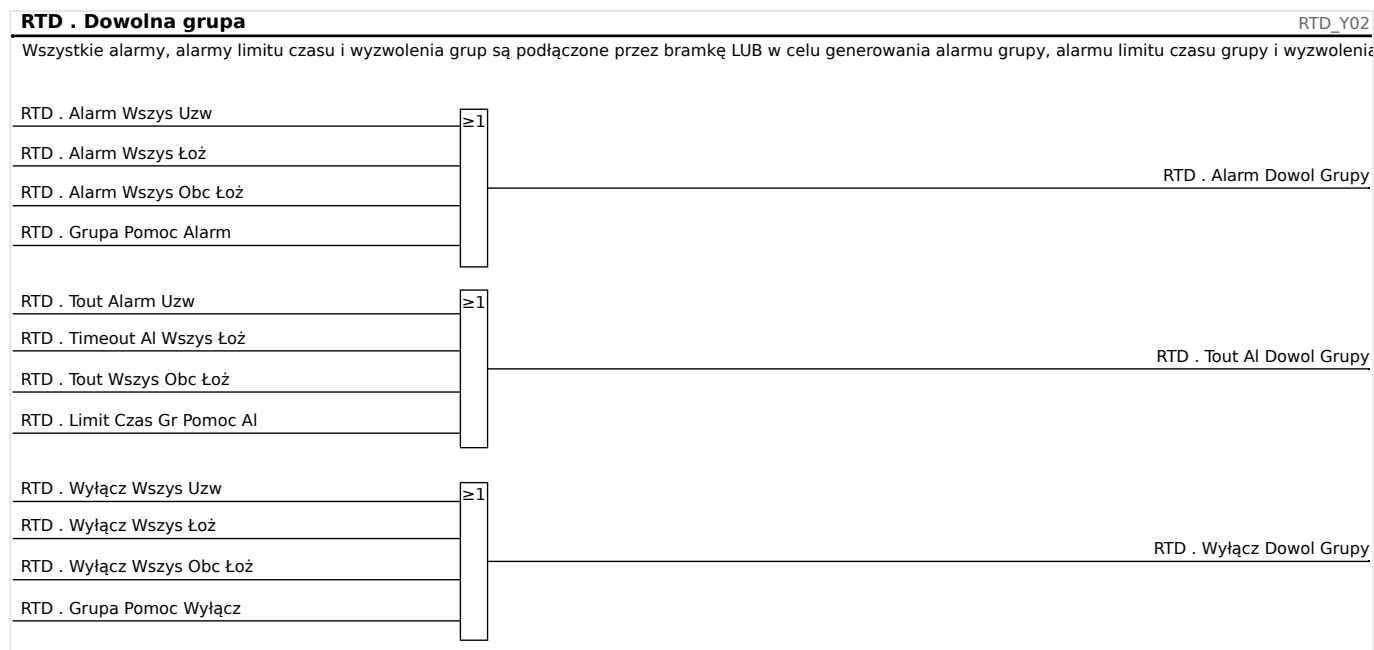 RTD . Dowolna grupa
RTD_Y02
Wszystkie alarmy, alarmy limitu czasu i wyzwolenia grup są podłączone przez bramkę LUB w celu generowania alarmu grupy, alarmu limitu czasu grupy i wyzwolenia
RTD . Alarm Wszys Uzw
≥1
RTD . Alarm Wszys Łoż
RTD . Alarm Dowol Grupy
RTD . Alarm Wszys Obc Łoż
RTD . Grupa Pomoc Alarm
RTD . Tout Alarm Uzw
≥1
RTD . Timeout Al Wszys Łoż
RTD . Tout Al Dowol Grupy
RTD . Tout Wszys Obc Łoż
RTD . Limit Czas Gr Pomoc Al
RTD . Wyłącz Wszys Uzw
≥1
RTD . Wyłącz Wszys Łoż
RTD . Wyłącz Dowol Grupy
RTD . Wyłącz Wszys Obc Łoż
RTD . Grupa Pomoc Wyłącz